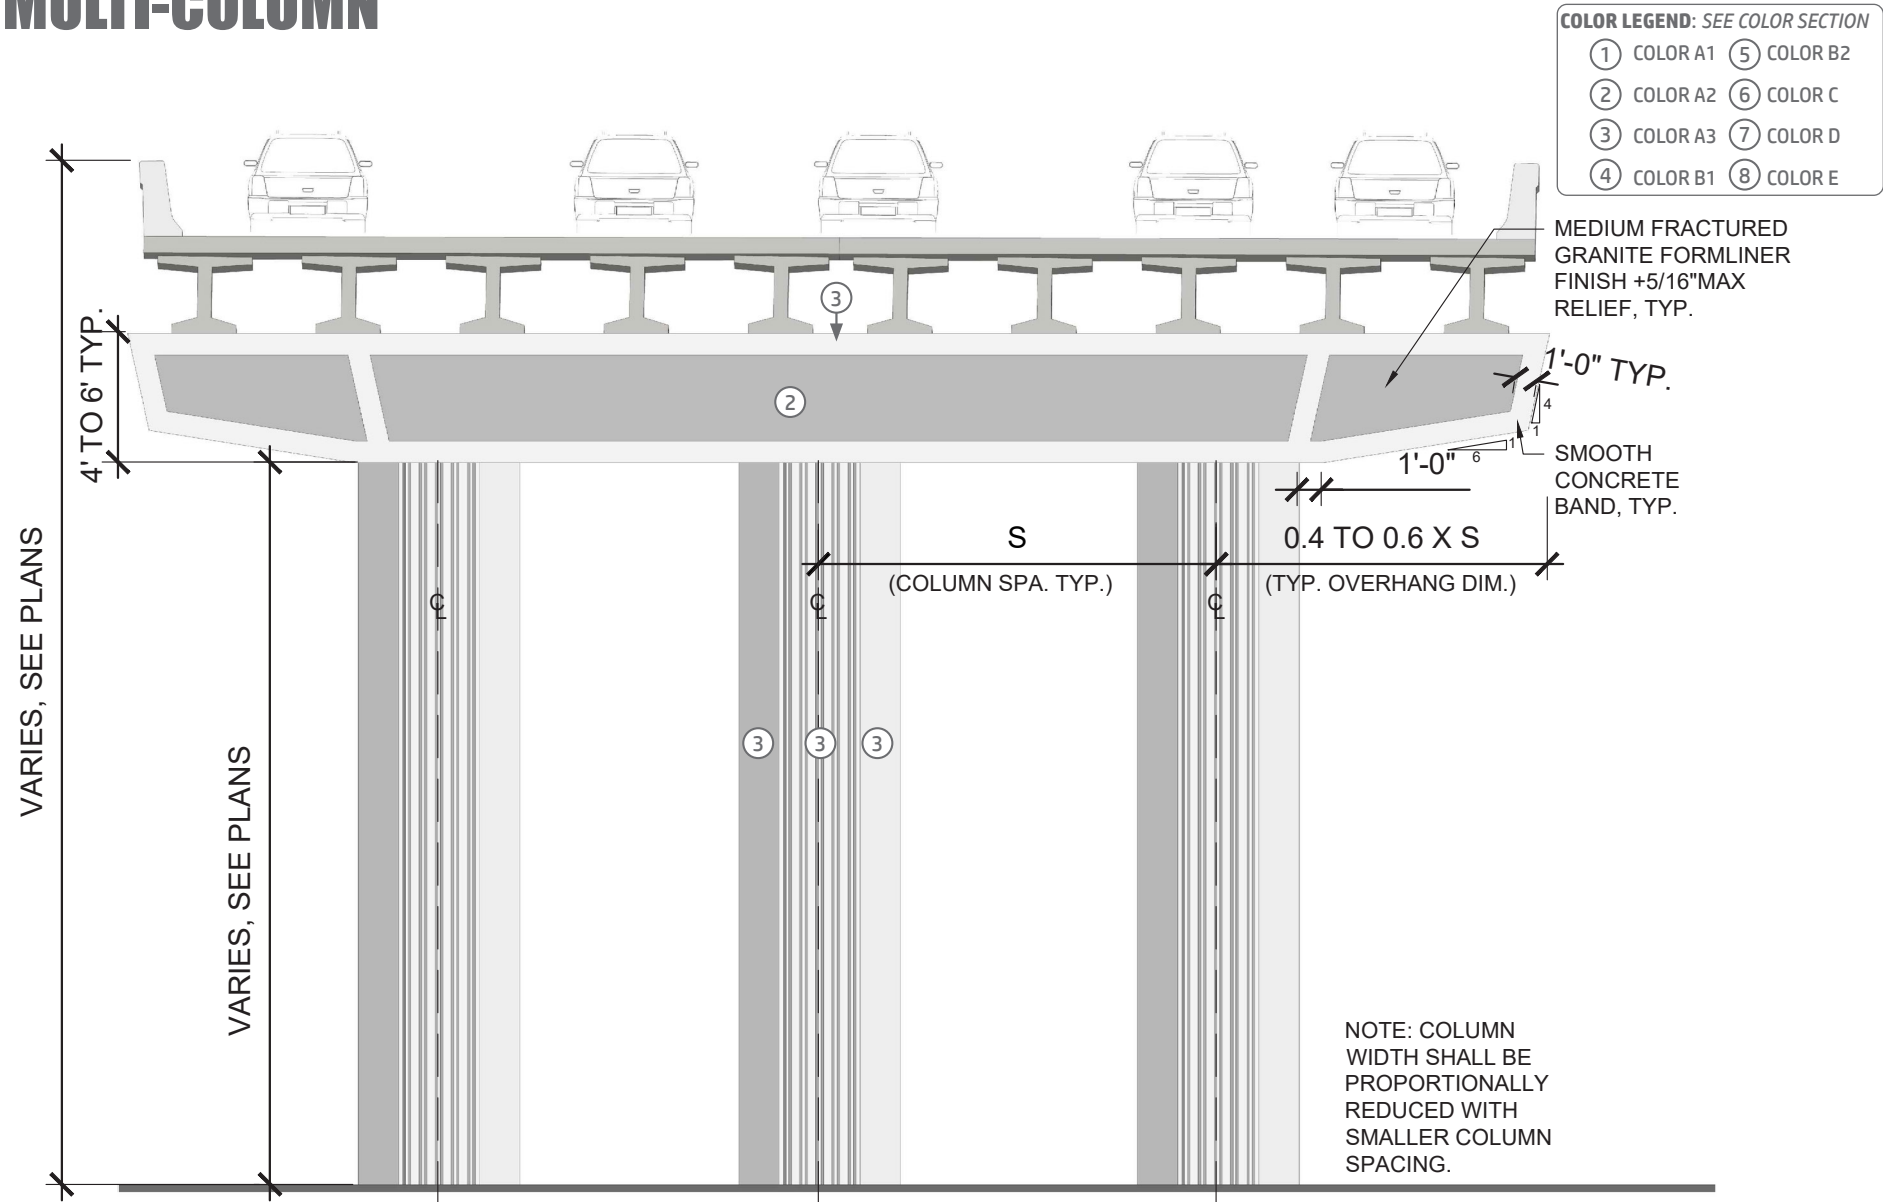 MULTI-COLUMN
COLOR LEGEND: SEE COLOR SECTION
1 COLOR A1 5 COLOR B2
2 COLOR A2 6 COLOR C
3 COLOR A3 7 COLOR D
4 COLOR B1 8 COLOR E
MEDIUM FRACTURED
GRANITE FORMLINER
FINISH +5/16"MAX
RELIEF, TYP.
3
4' TO 6' TYP.
2
1'-0" TYP.
4
1
1
6
1'-0"
SMOOTH
CONCRETE
BAND, TYP.
S
(COLUMN SPA. TYP.)
0.4 TO 0.6 X S
(TYP. OVERHANG DIM.)
CL CL CL
VARIES, SEE PLANS
VARIES, SEE PLANS
3 3 3
NOTE: COLUMN
WIDTH SHALL BE
PROPORTIONALLY
REDUCED WITH
SMALLER COLUMN
SPACING.